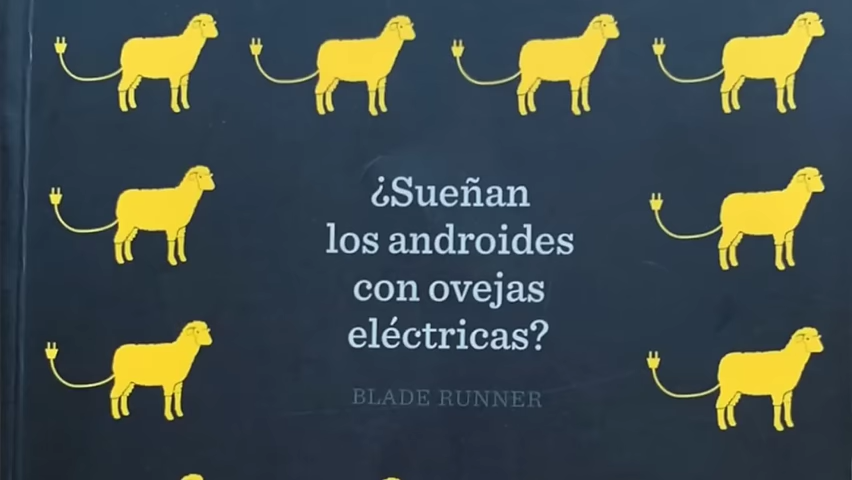 ¿Sueñan
los androides
con ovejas
eléctricas?
BLADE RUNNER